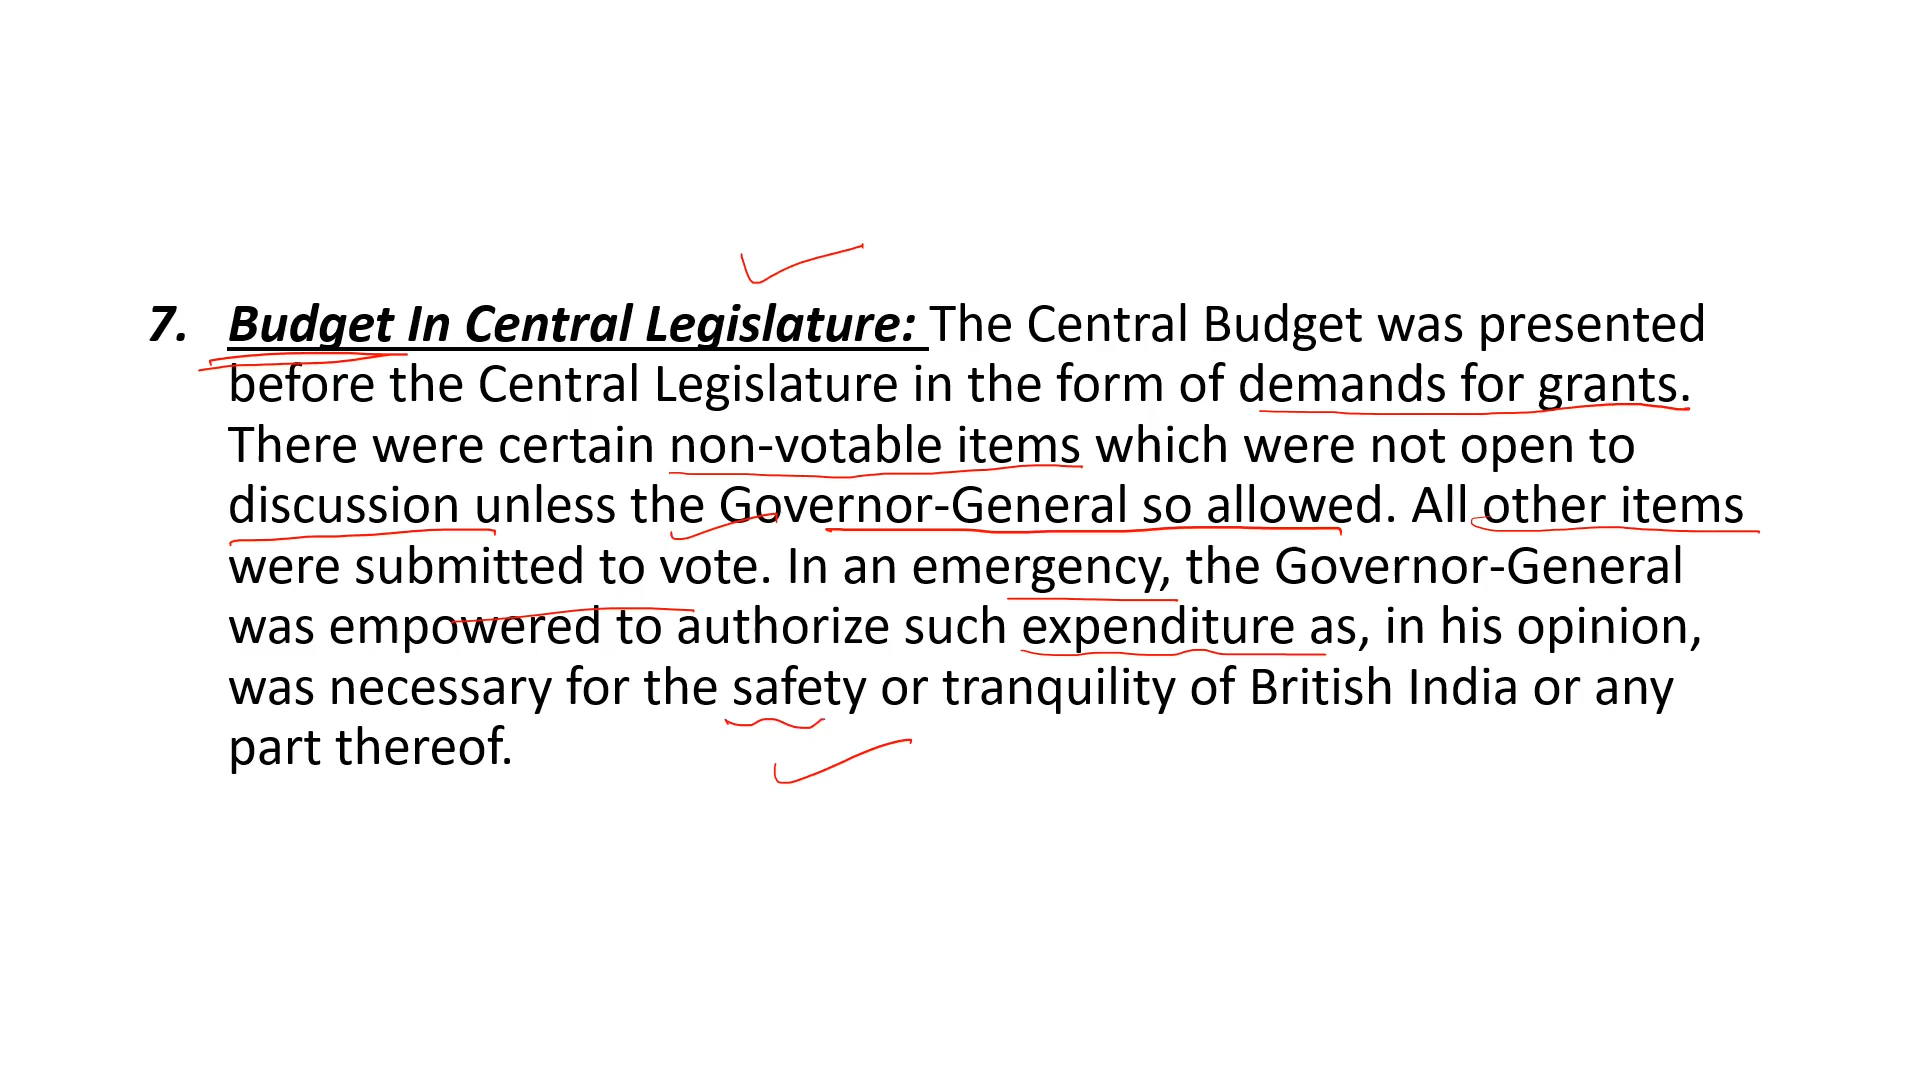 7. Budget In Central Legislature: The Central Budget was presented
before the Central Legislature in the form of demands for grants.
There were certain non-votable items which were not open to
discussion unless the Governor-General so allowed. All other items
were submitted to vote. In an emergency, the Governor-General
was empowered to authorize such expenditure as, in his opinion,
was necessary for the safety or tranquility of British India or any
part thereof.